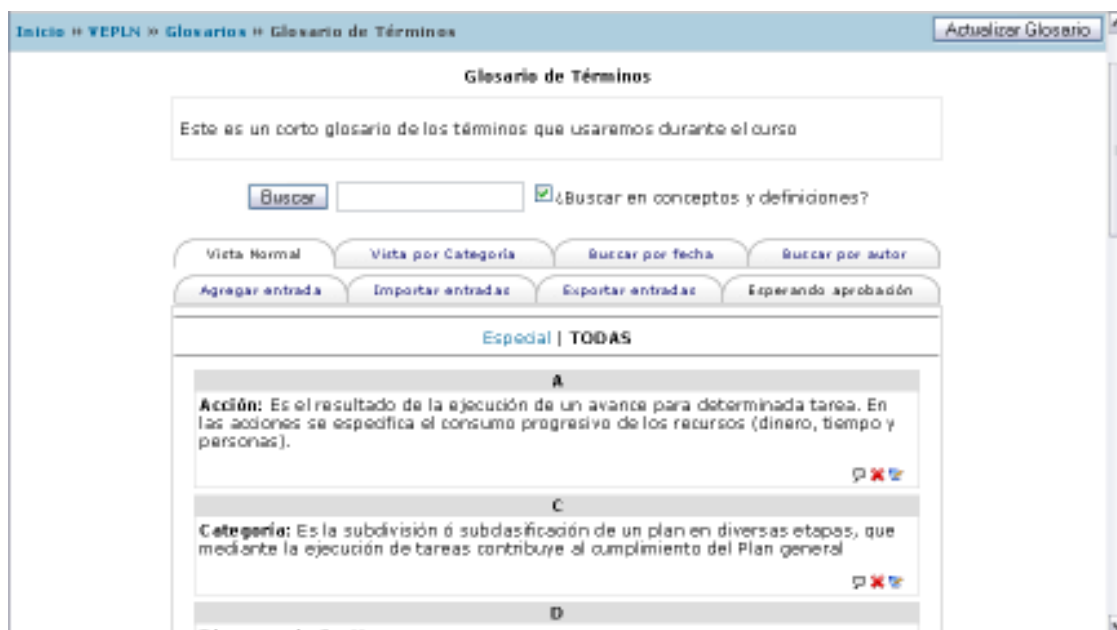 Inicio » VEPLN » Glosarios » Glosario de Términos
Actualizar Glosario
Glosario de Términos
Este es un corto glosario de los términos que usaremos durante el curso
Buscar
¿Buscar en conceptos y definiciones?
Vista Normal Vista por Categoría Buscar por fecha Buscar por autor
Agregar entrada Importar entradas Exportar entradas Esperando aprobación
Especial | TODAS
A
Acción: Es el resultado de la ejecución de un avance para determinada tarea. En
las acciones se especifica el consumo progresivo de los recursos (dinero, tiempo y
personas).
C
Categoría: Es la subdivisión ó subclasificación de un plan en diversas etapas, que
mediante la ejecución de tareas contribuye al cumplimiento del Plan general
D